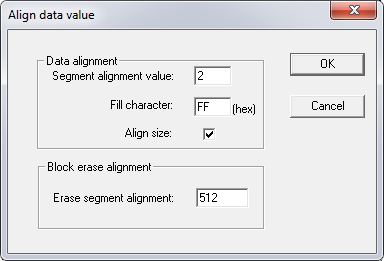 Align data value
Data alignment
Segment alignment value: 2
OK
Fill character: FF (hex)
Cancel
Align size:
Block erase alignment
Erase segment alignment: 512